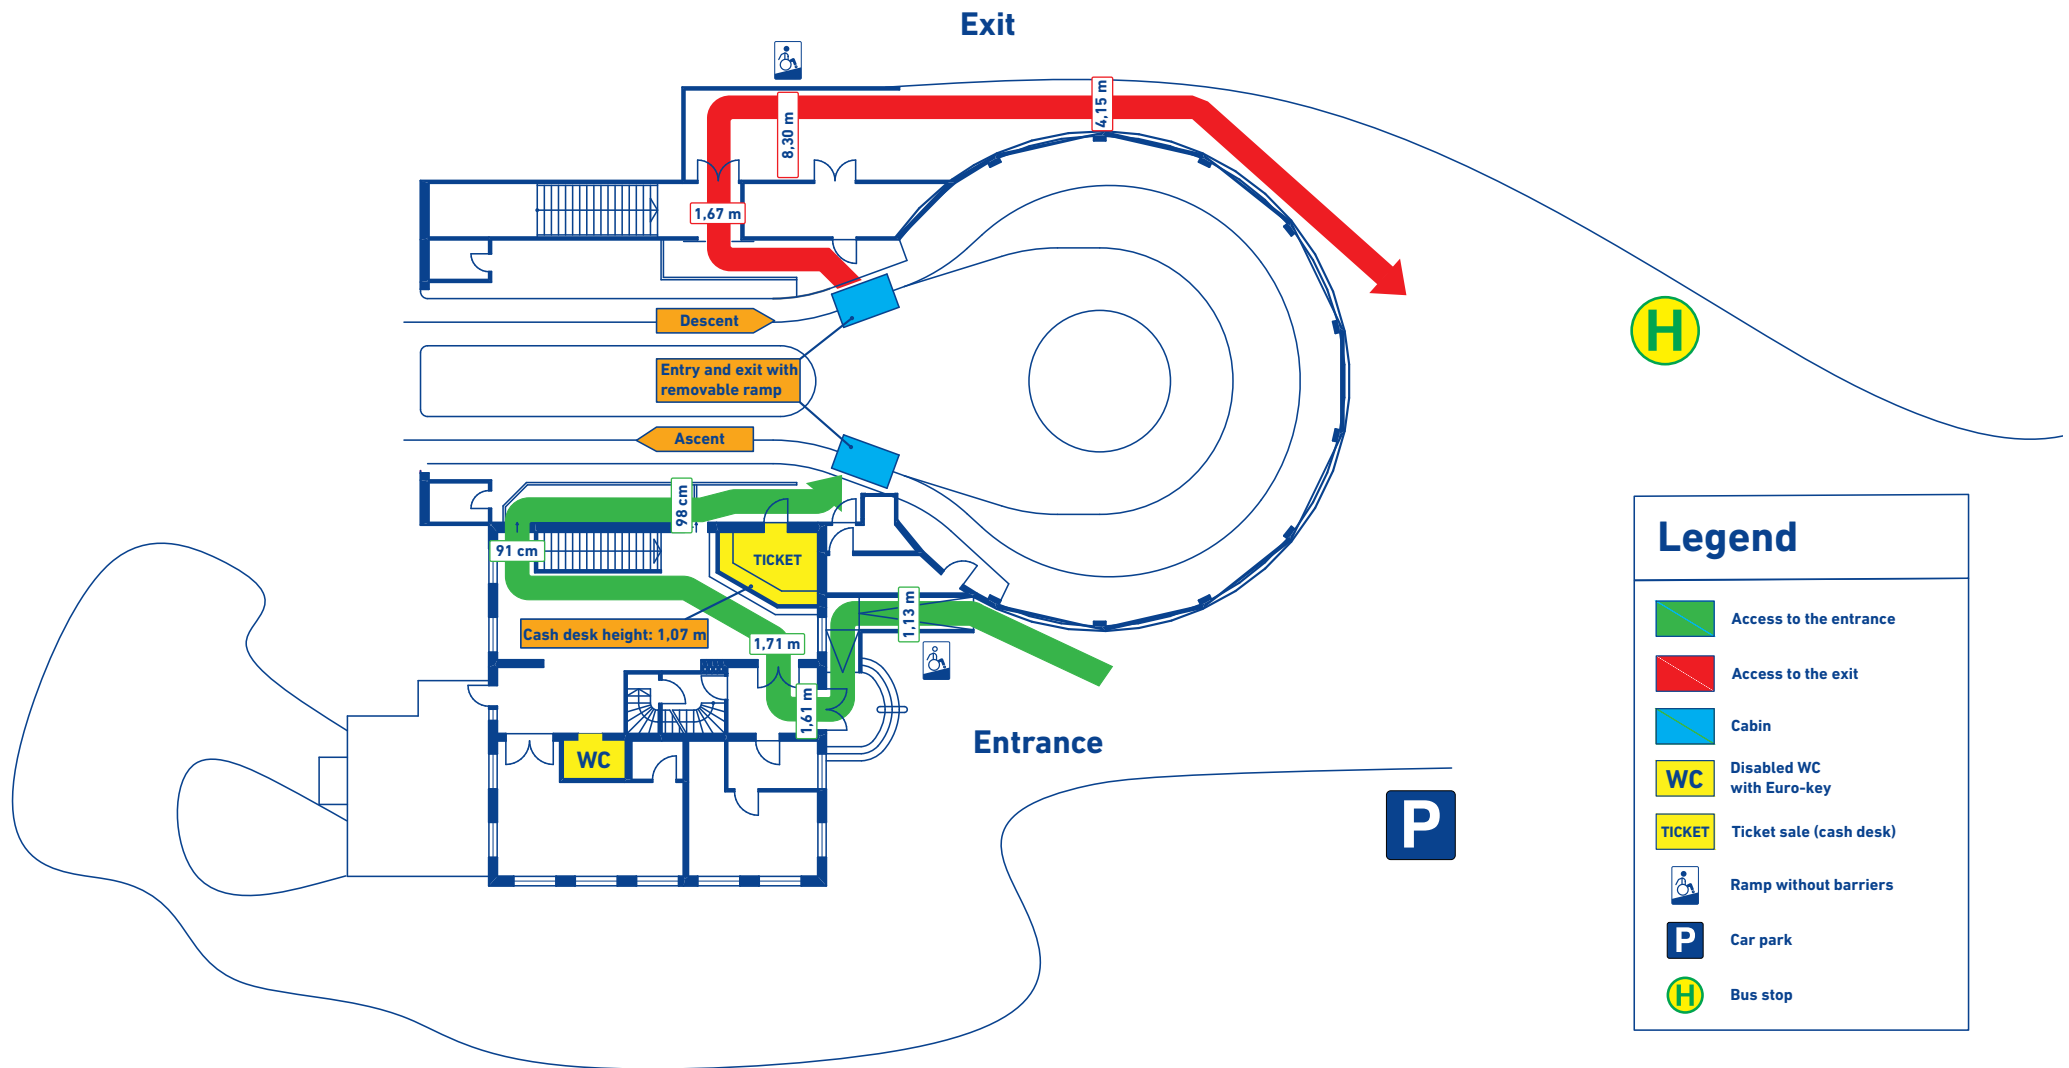 Exit
8,30 m
4,15 m
1,67 m
Descent
Entry and exit with
removable ramp
Ascent
H
98 cm
91 cm
TICKET
1,13 m
Cash desk height: 1,07 m
1,71 m
1,61 m
WC
Entrance
P
Legend
Access to the entrance
Access to the exit
Cabin
WC
Disabled WC
with Euro-key
TICKET
Ticket sale (cash desk)
Ramp without barriers
P
Car park
H
Bus stop